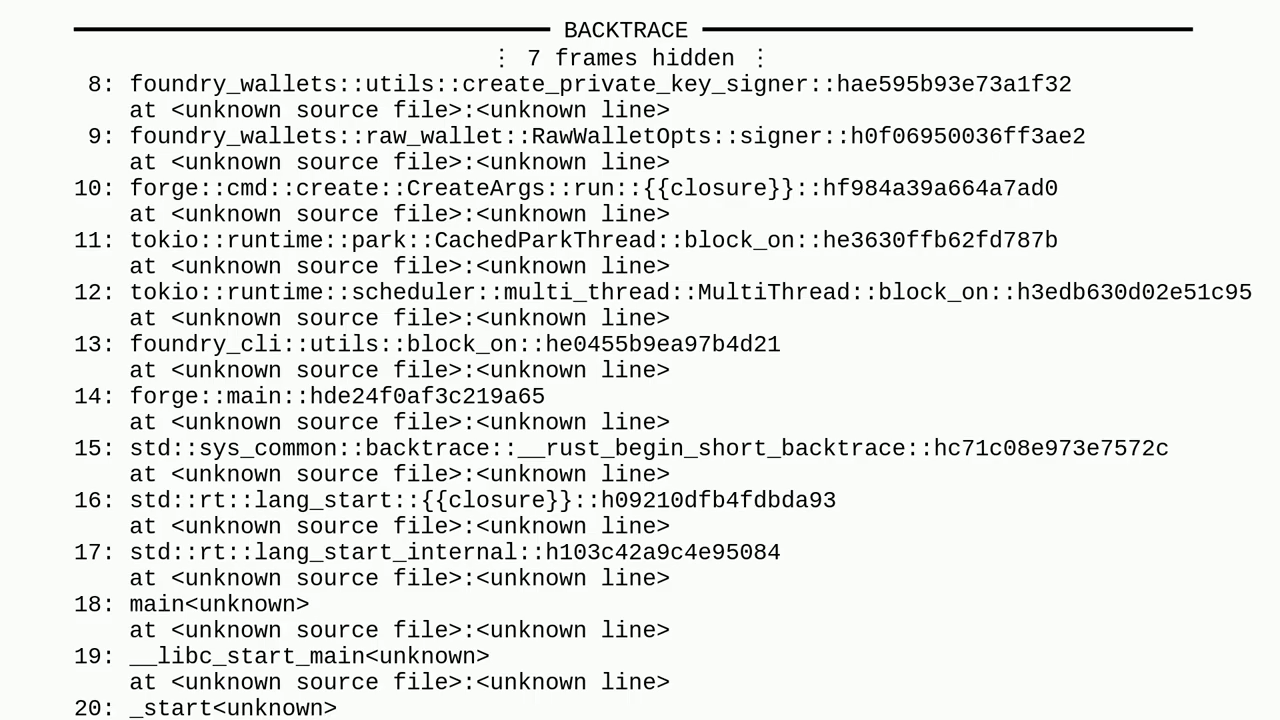 BACKTRACE
⋮ 7 frames hidden ⋮
8: foundry_wallets::utils::create_private_key_signer::hae595b93e73a1f32
at <unknown source file>:<unknown line>
9: foundry_wallets::raw_wallet::RawWalletOpts::signer::h0f06950036ff3ae2
at <unknown source file>:<unknown line>
10: forge::cmd::create::CreateArgs::run::{{closure}}::hf984a39a664a7ad0
at <unknown source file>:<unknown line>
11: tokio::runtime::park::CachedParkThread::block_on::he3630ffb62fd787b
at <unknown source file>:<unknown line>
12: tokio::runtime::scheduler::multi_thread::MultiThread::block_on::h3edb630d02e51c95
at <unknown source file>:<unknown line>
13: foundry_cli::utils::block_on::he0455b9ea97b4d21
at <unknown source file>:<unknown line>
14: forge::main::hde24f0af3c219a65
at <unknown source file>:<unknown line>
15: std::sys_common::backtrace::__rust_begin_short_backtrace::hc71c08e973e7572c
at <unknown source file>:<unknown line>
16: std::rt::lang_start::{{closure}}::h09210dfb4fdbda93
at <unknown source file>:<unknown line>
17: std::rt::lang_start_internal::h103c42a9c4e95084
at <unknown source file>:<unknown line>
18: main<unknown>
at <unknown source file>:<unknown line>
19: __libc_start_main<unknown>
at <unknown source file>:<unknown line>
20: _start<unknown>